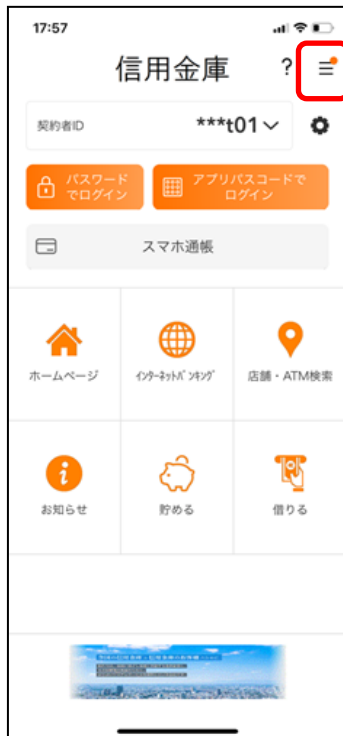 17:57
信用金庫 ?
契約者ID ***t01
パスワード
でログイン
アプリパスコードで
ログイン
スマホ通帳
ホームページ
インターネットバンキング
店舗・ATM検索
お知らせ
貯める
借りる